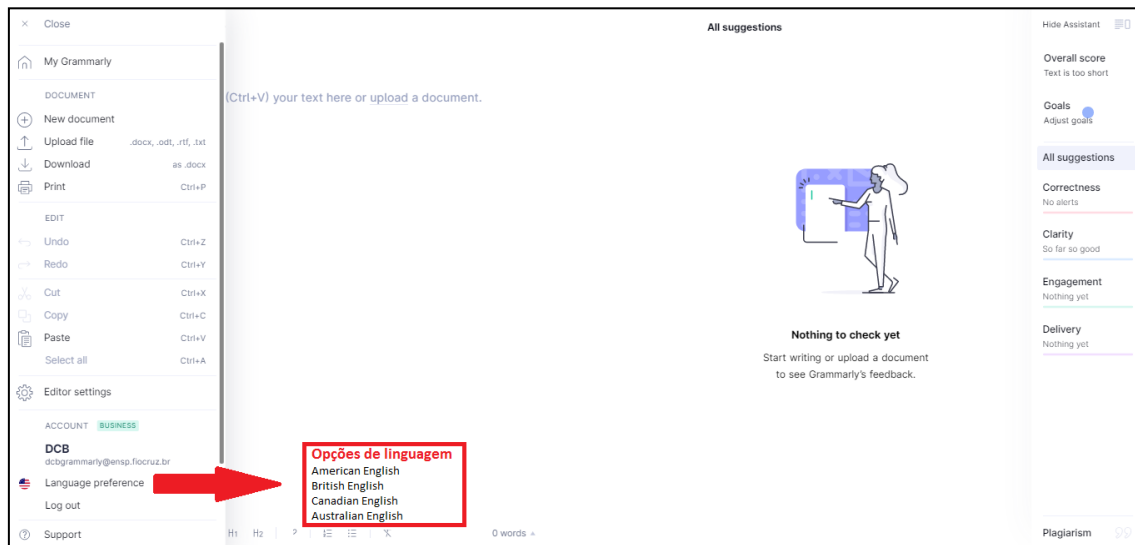 Close
My Grammarly
DOCUMENT
New document
Upload file .docx, .odt, .rtf, .txt
Download as .docx
Print Ctrl+P
EDIT
Undo Ctrl+Z
Redo Ctrl+Y
Cut Ctrl+X
Copy Ctrl+C
Paste Ctrl+V
Select all Ctrl+A
Editor settings
ACCOUNT BUSINESS
DCB
dcbgrammarly@ensp.fiocruz.br
Language preference
Log out
Support
All suggestions
(Ctrl+V) your text here or upload a document.
Nothing to check yet
Start writing or upload a document
to see Grammarly's feedback.
Opções de linguagem
American English
British English
Canadian English
Australian English
H1 H2
0 words
Hide Assistant
Overall score
Text is too short
Goals
Adjust goals
All suggestions
Correctness
No alerts
Clarity
So far so good
Engagement
Nothing yet
Delivery
Nothing yet
Plagiarism